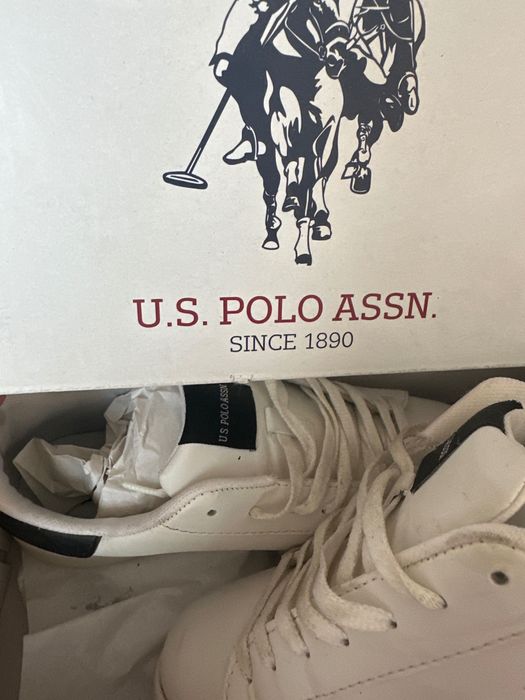 U.S. POLO ASSN.
SINCE 1890
U.S. POLO ASSN